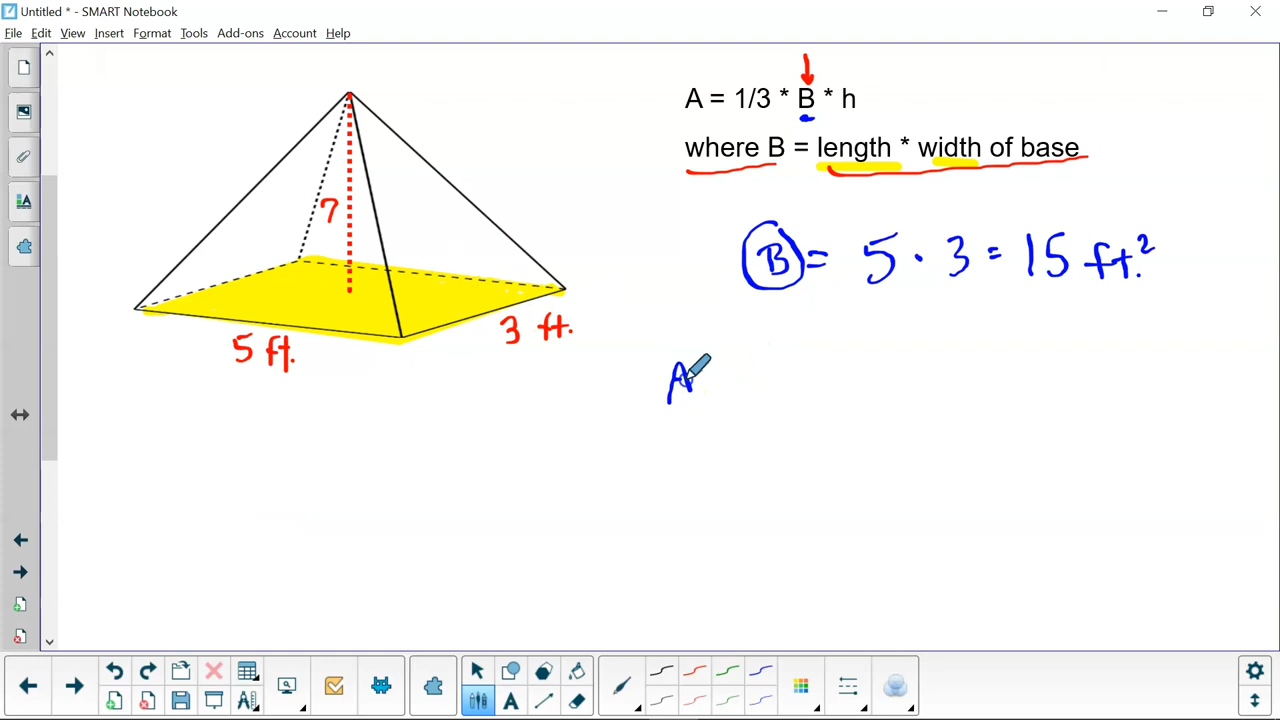 Untitled * - SMART Notebook
File Edit View Insert Format Tools Add-ons Account Help
A = 1/3 * B * h
where B = length * width of base
B = 5 · 3 = 15 ft.²
7
3 ft.
5 ft.
A